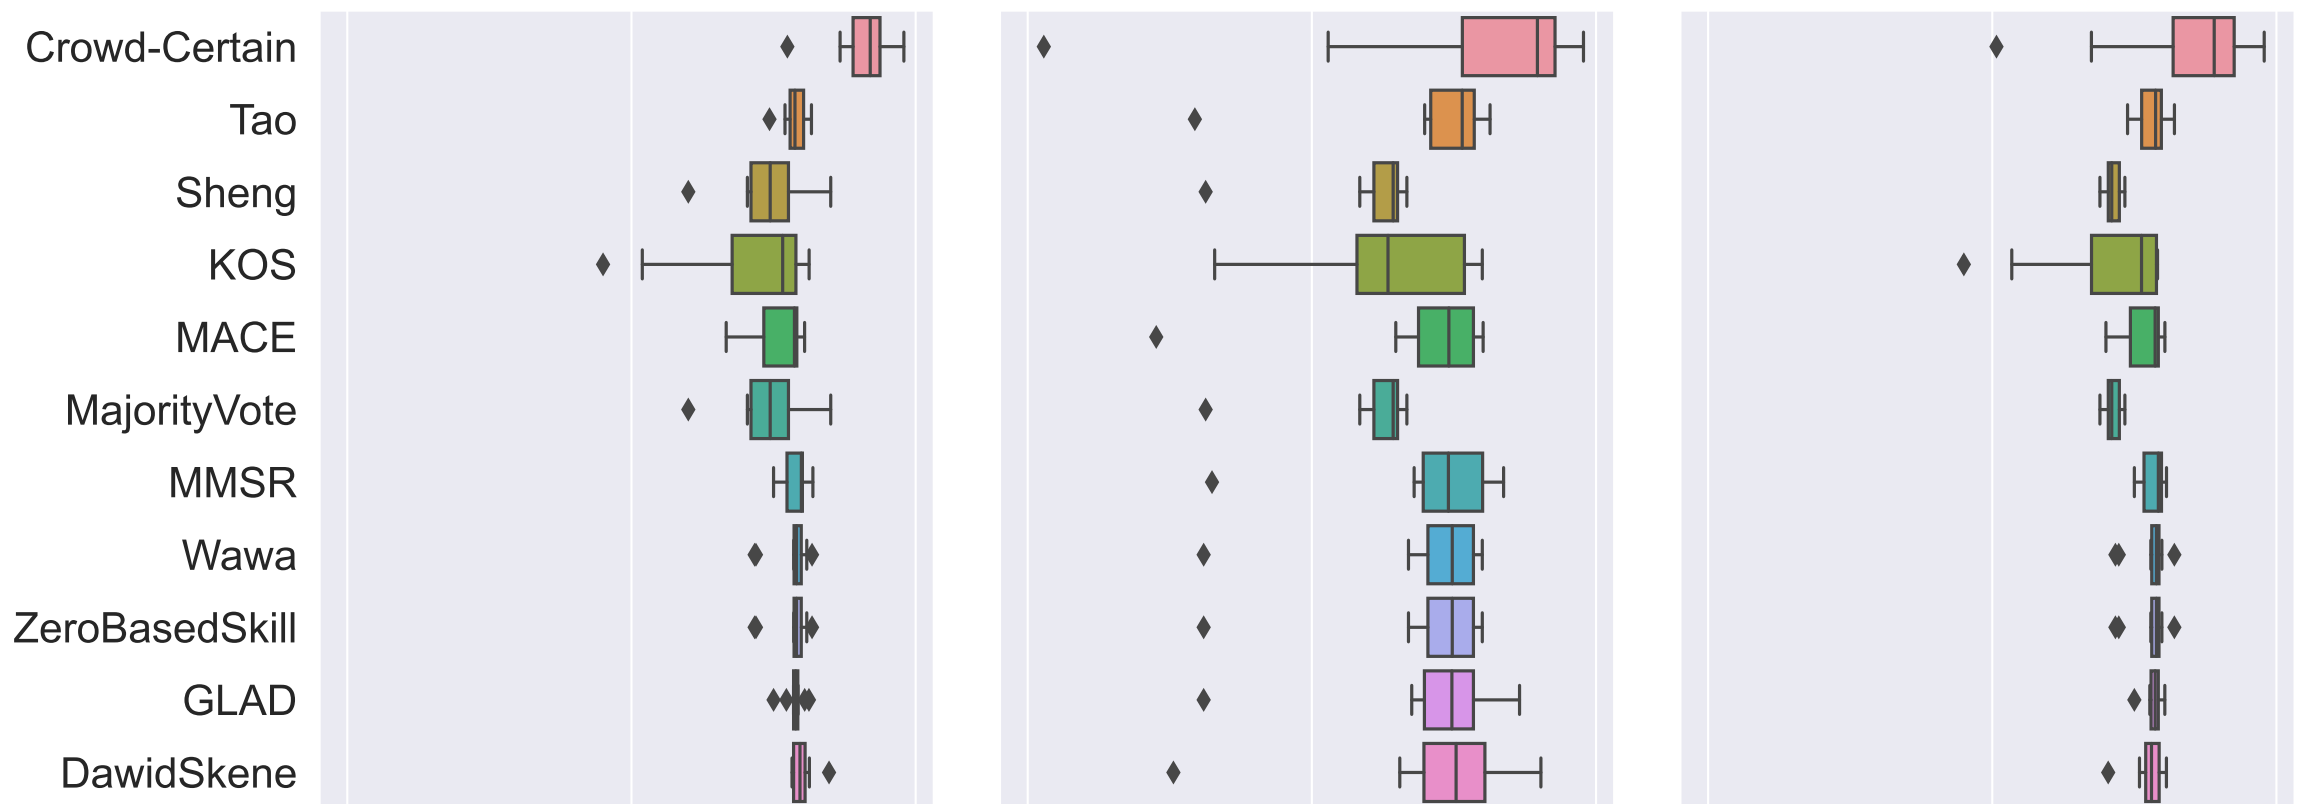 Crowd-Certain
Tao
Sheng
KOS
MACE
MajorityVote
MMSR
Wawa
ZeroBasedSkill
GLAD
DawidSkene